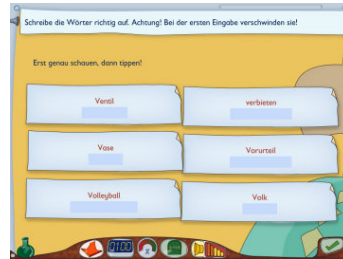 Schreibe die Wörter richtig auf. Achtung! Bei der ersten Eingabe verschwinden sie!
Erst genau schauen, dann tippen!
Ventil
verbieten
Vase
Vorurteil
Volleyball
Volk
0100